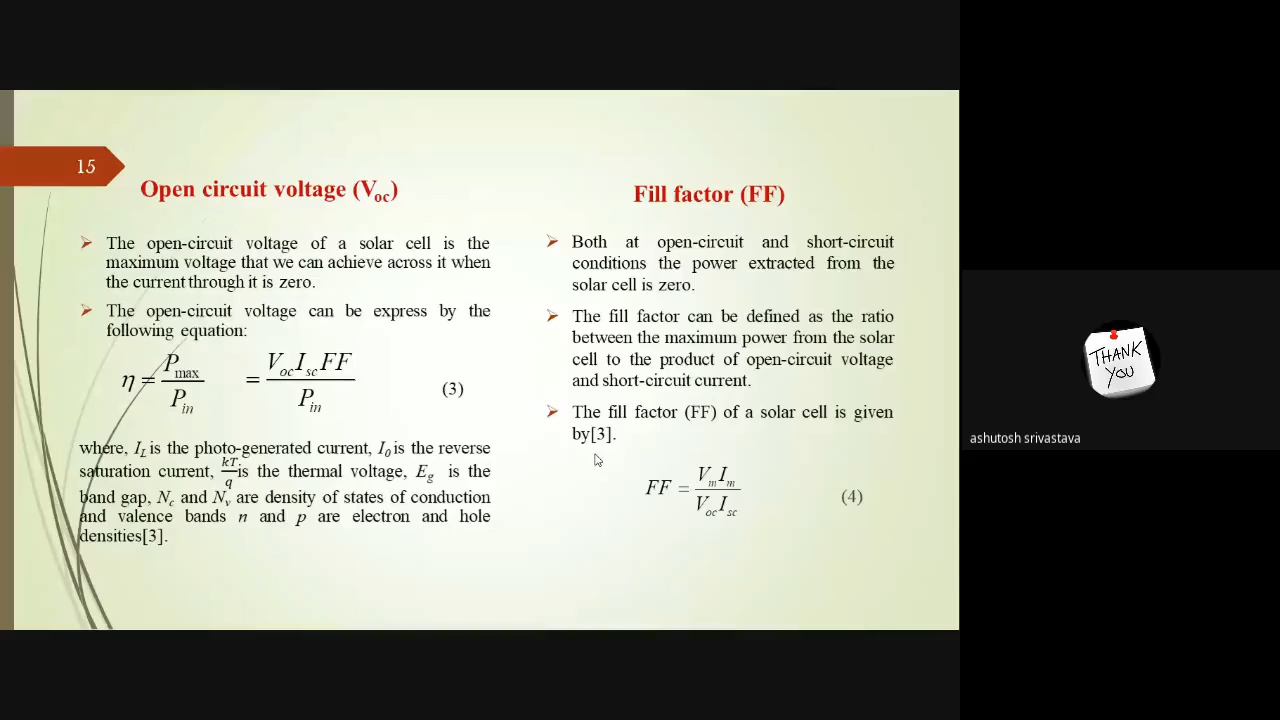 15
Open circuit voltage (Voc)
The open-circuit voltage of a solar cell is the
maximum voltage that we can achieve across it when
the current through it is zero.
The open-circuit voltage can be express by the
following equation:
η = Pmax / Pin = Voc Isc FF / Pin (3)
where, IL is the photo-generated current, I0 is the reverse
saturation current, kT/q is the thermal voltage, Eg is the
band gap, Nc and Nv are density of states of conduction
and valence bands n and p are electron and hole
densities[3].
Fill factor (FF)
Both at open-circuit and short-circuit
conditions the power extracted from the
solar cell is zero.
The fill factor can be defined as the ratio
between the maximum power from the solar
cell to the product of open-circuit voltage
and short-circuit current.
The fill factor (FF) of a solar cell is given
by[3].
FF = Vm Im / Voc Isc (4)
THANK
YOU
ashutosh srivastava